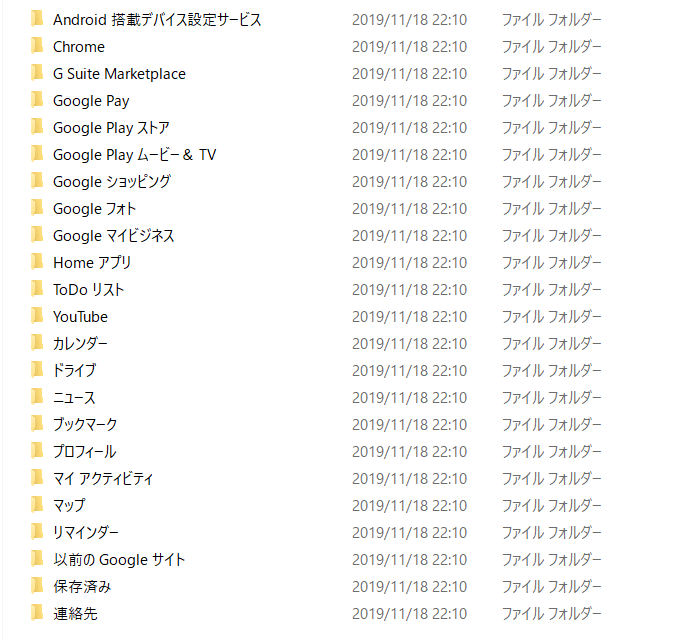 Android 搭載デバイス設定サービス 2019/11/18 22:10 ファイル フォルダー
Chrome 2019/11/18 22:10 ファイル フォルダー
G Suite Marketplace 2019/11/18 22:10 ファイル フォルダー
Google Pay 2019/11/18 22:10 ファイル フォルダー
Google Play ストア 2019/11/18 22:10 ファイル フォルダー
Google Play ムービー & TV 2019/11/18 22:10 ファイル フォルダー
Google ショッピング 2019/11/18 22:10 ファイル フォルダー
Google フォト 2019/11/18 22:10 ファイル フォルダー
Google マイビジネス 2019/11/18 22:10 ファイル フォルダー
Home アプリ 2019/11/18 22:10 ファイル フォルダー
ToDo リスト 2019/11/18 22:10 ファイル フォルダー
YouTube 2019/11/18 22:10 ファイル フォルダー
カレンダー 2019/11/18 22:10 ファイル フォルダー
ドライブ 2019/11/18 22:10 ファイル フォルダー
ニュース 2019/11/18 22:10 ファイル フォルダー
ブックマーク 2019/11/18 22:10 ファイル フォルダー
プロフィール 2019/11/18 22:10 ファイル フォルダー
マイ アクティビティ 2019/11/18 22:10 ファイル フォルダー
マップ 2019/11/18 22:10 ファイル フォルダー
リマインダー 2019/11/18 22:10 ファイル フォルダー
以前の Google サイト 2019/11/18 22:10 ファイル フォルダー
保存済み 2019/11/18 22:10 ファイル フォルダー
連絡先 2019/11/18 22:10 ファイル フォルダー